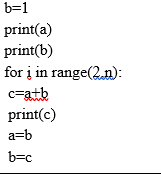 b=1
print(a)
print(b)
for i in range(2,n):
c=a+b
print(c)
a=b
b=c